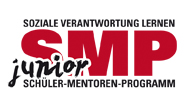 SOZIALE VERANTWORTUNG LERNEN
SMP
junior
SCHÜLER-MENTOREN-PROGRAMM